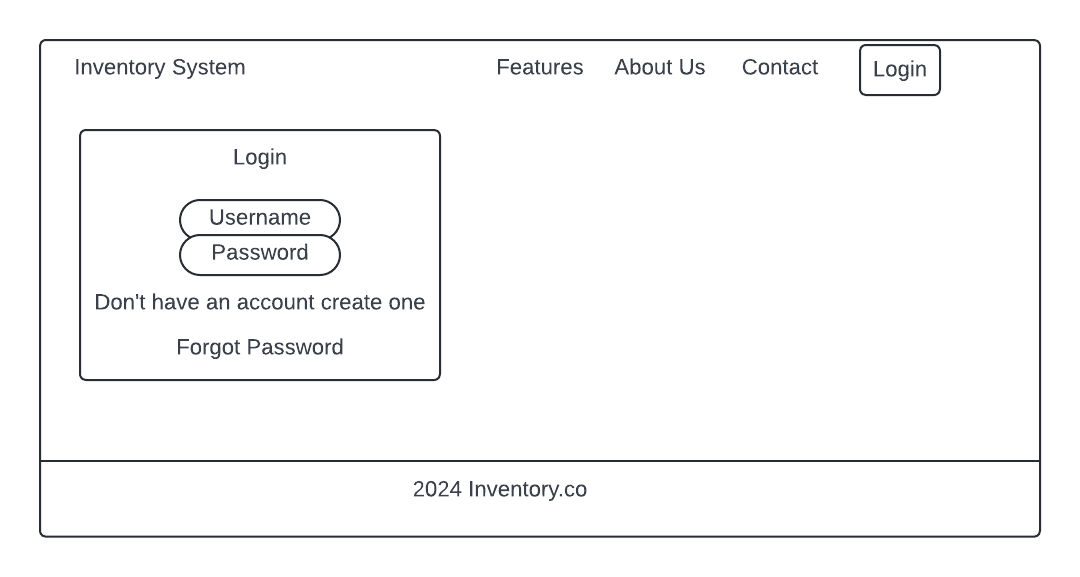 Inventory System
Features
About Us
Contact
Login
Login
Username
Password
Don't have an account create one
Forgot Password
2024 Inventory.co